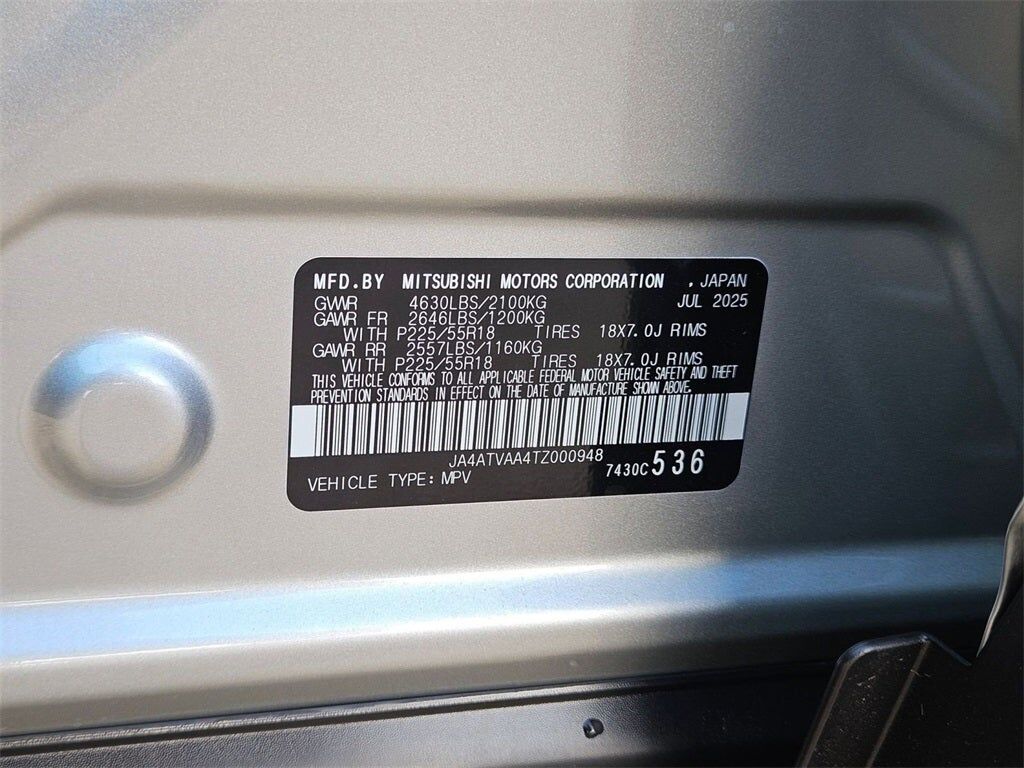 MFD.BY MITSUBISHI MOTORS CORPORATION , JAPAN
GVWR 4630LBS/2100KG JUL 2025
GAWR FR 2646LBS/1200KG
WITH P225/55R18 TIRES 18X7.0J RIMS
GAWR RR 2557LBS/1160KG
WITH P225/55R18 TIRES 18X7.0J RIMS
THIS VEHICLE CONFORMS TO ALL APPLICABLE FEDERAL MOTOR VEHICLE SAFETY AND THEFT
PREVENTION STANDARDS IN EFFECT ON THE DATE OF MANUFACTURE SHOWN ABOVE.
JA4ATVAA4TZ000948
VEHICLE TYPE: MPV 7430C 536